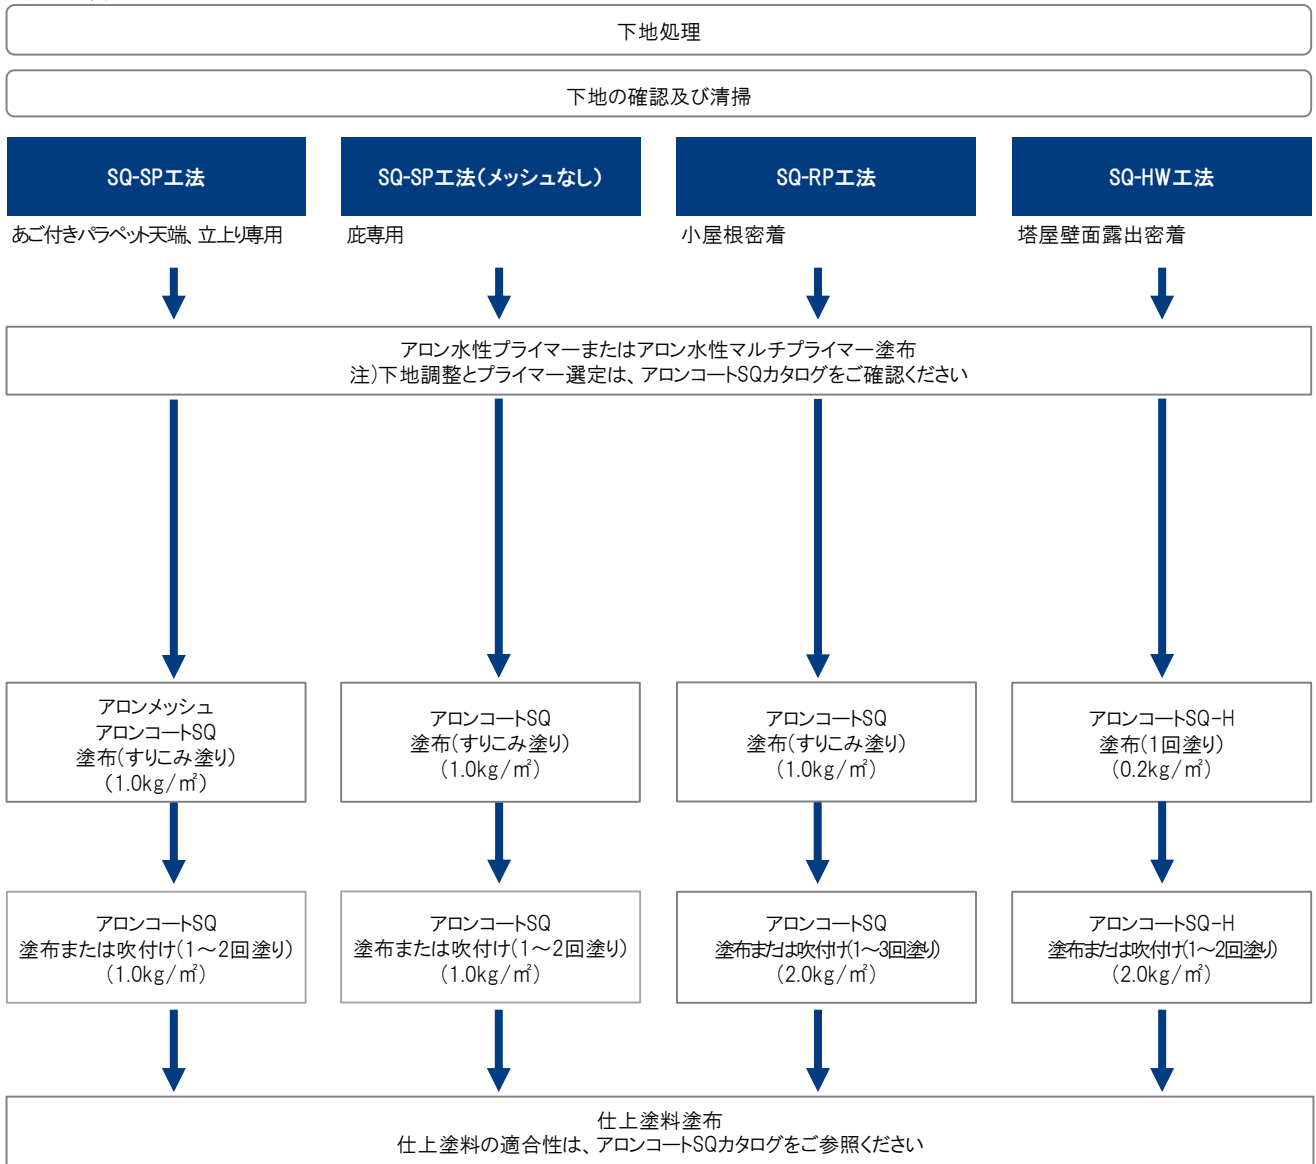 下地処理
下地の確認及び清掃
SQ-SP工法
あご付きパラペット天端、立上り専用
SQ-SP工法(メッシュなし)
庇専用
SQ-RP工法
小屋根密着
SQ-HW工法
塔屋壁面露出密着
アロン水性プライマーまたはアロン水性マルチプライマー塗布
注)下地調整とプライマー選定は、アロンコートSQカタログをご確認ください
アロンメッシュ
アロンコートSQ
塗布(すりこみ塗り)
(1.0kg/㎡)
アロンコートSQ
塗布(すりこみ塗り)
(1.0kg/㎡)
アロンコートSQ
塗布(すりこみ塗り)
(1.0kg/㎡)
アロンコートSQ-H
塗布(1回塗り)
(0.2kg/㎡)
アロンコートSQ
塗布または吹付け(1～2回塗り)
(1.0kg/㎡)
アロンコートSQ
塗布または吹付け(1～2回塗り)
(1.0kg/㎡)
アロンコートSQ
塗布または吹付け(1～3回塗り)
(2.0kg/㎡)
アロンコートSQ-H
塗布または吹付け(1～2回塗り)
(2.0kg/㎡)
仕上塗料塗布
仕上塗料の適合性は、アロンコートSQカタログをご参照ください